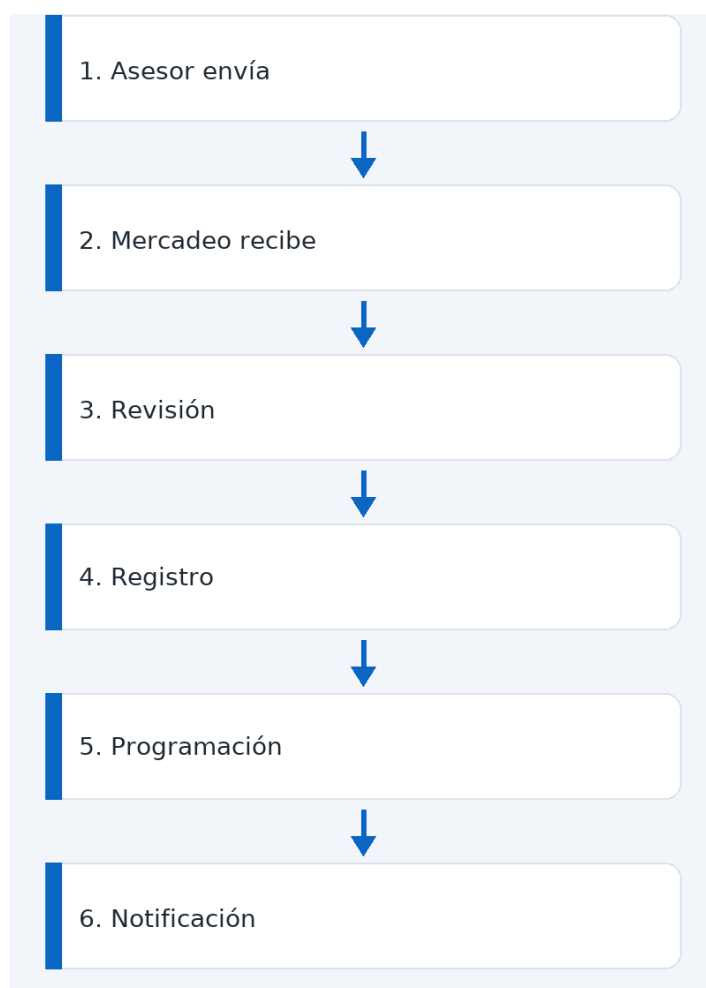 1. Asesor envía
2. Mercadeo recibe
3. Revisión
4. Registro
5. Programación
6. Notificación